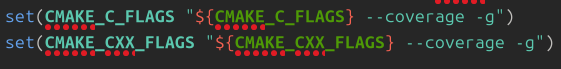 set(CMAKE_C_FLAGS "${CMAKE_C_FLAGS} --coverage -g")
set(CMAKE_CXX_FLAGS "${CMAKE_CXX_FLAGS} --coverage -g")